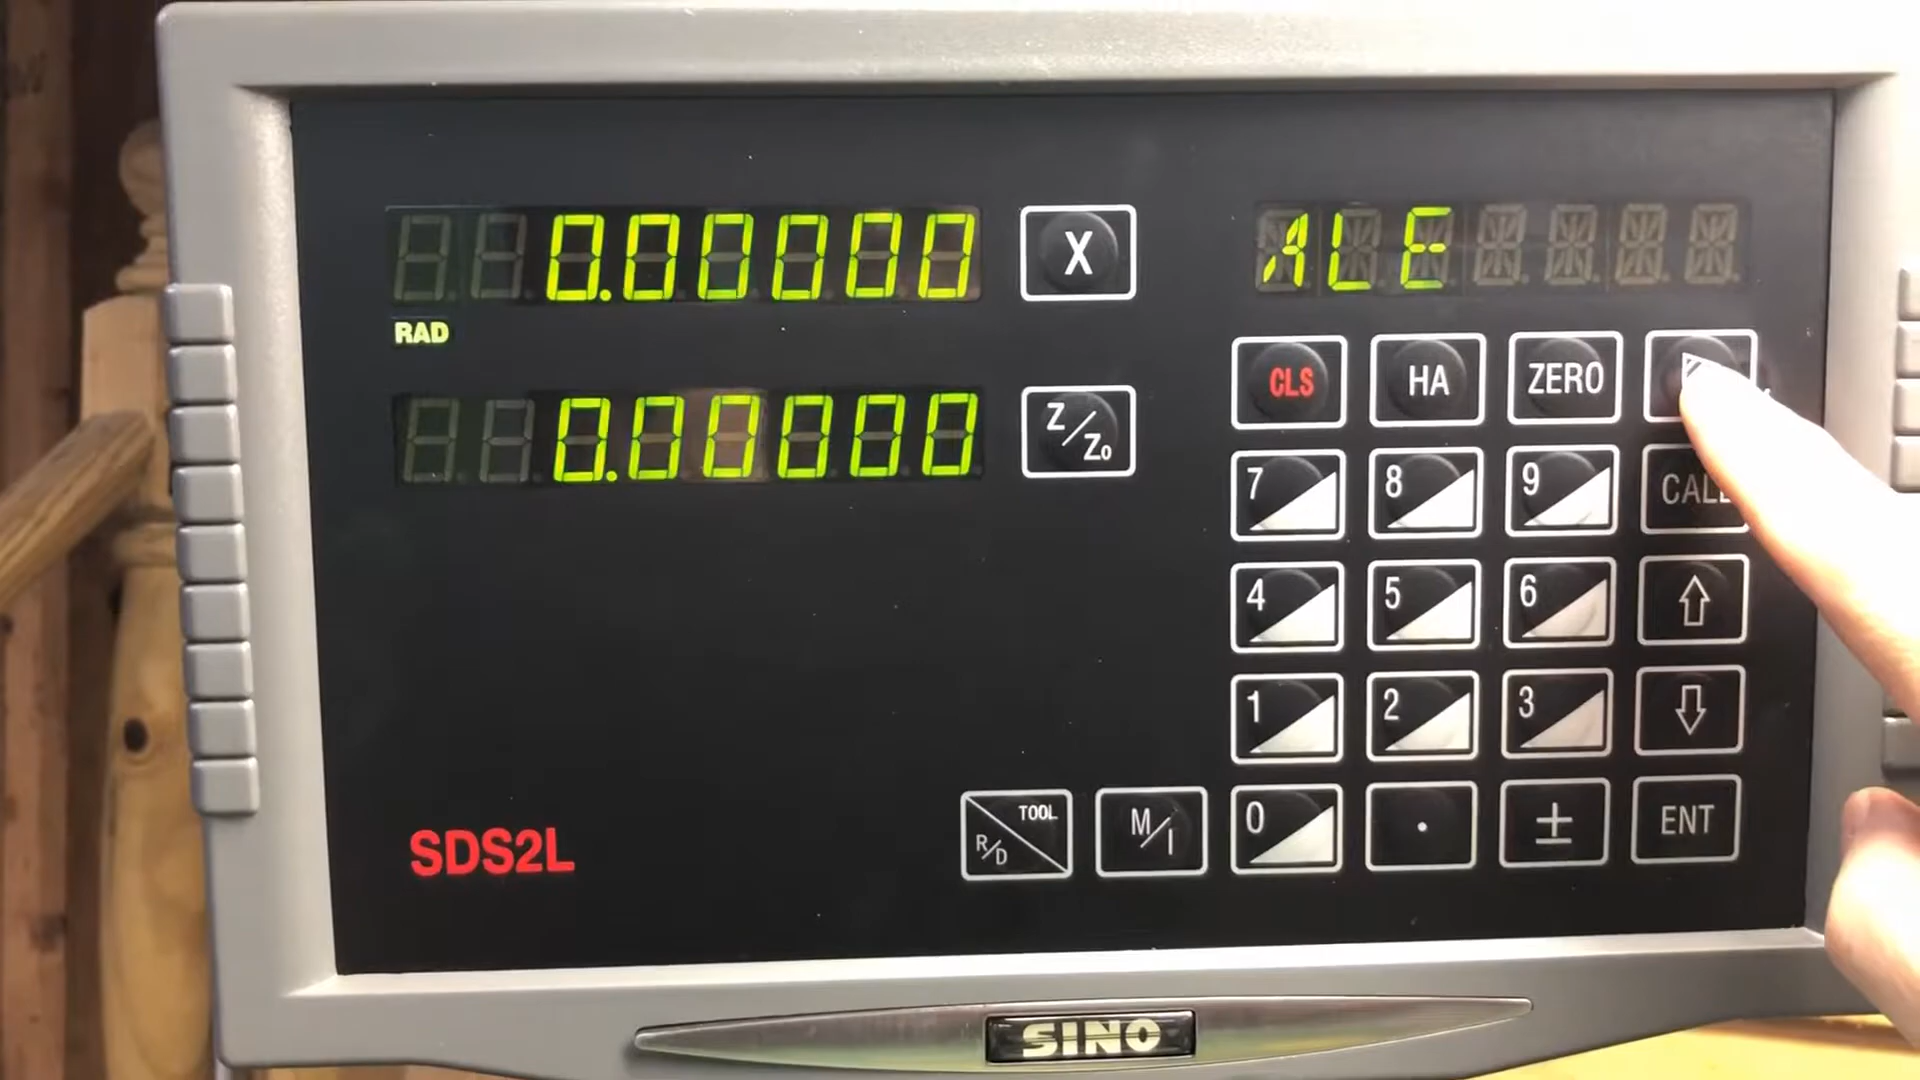 0.00000 X ALE
RAD
CLS HA ZERO
0.00000 Z/Z0
7 8 9 CALL
4 5 6
1 2 3
TOOL R/D M/I 0 . ± ENT
SDS2L
SINO